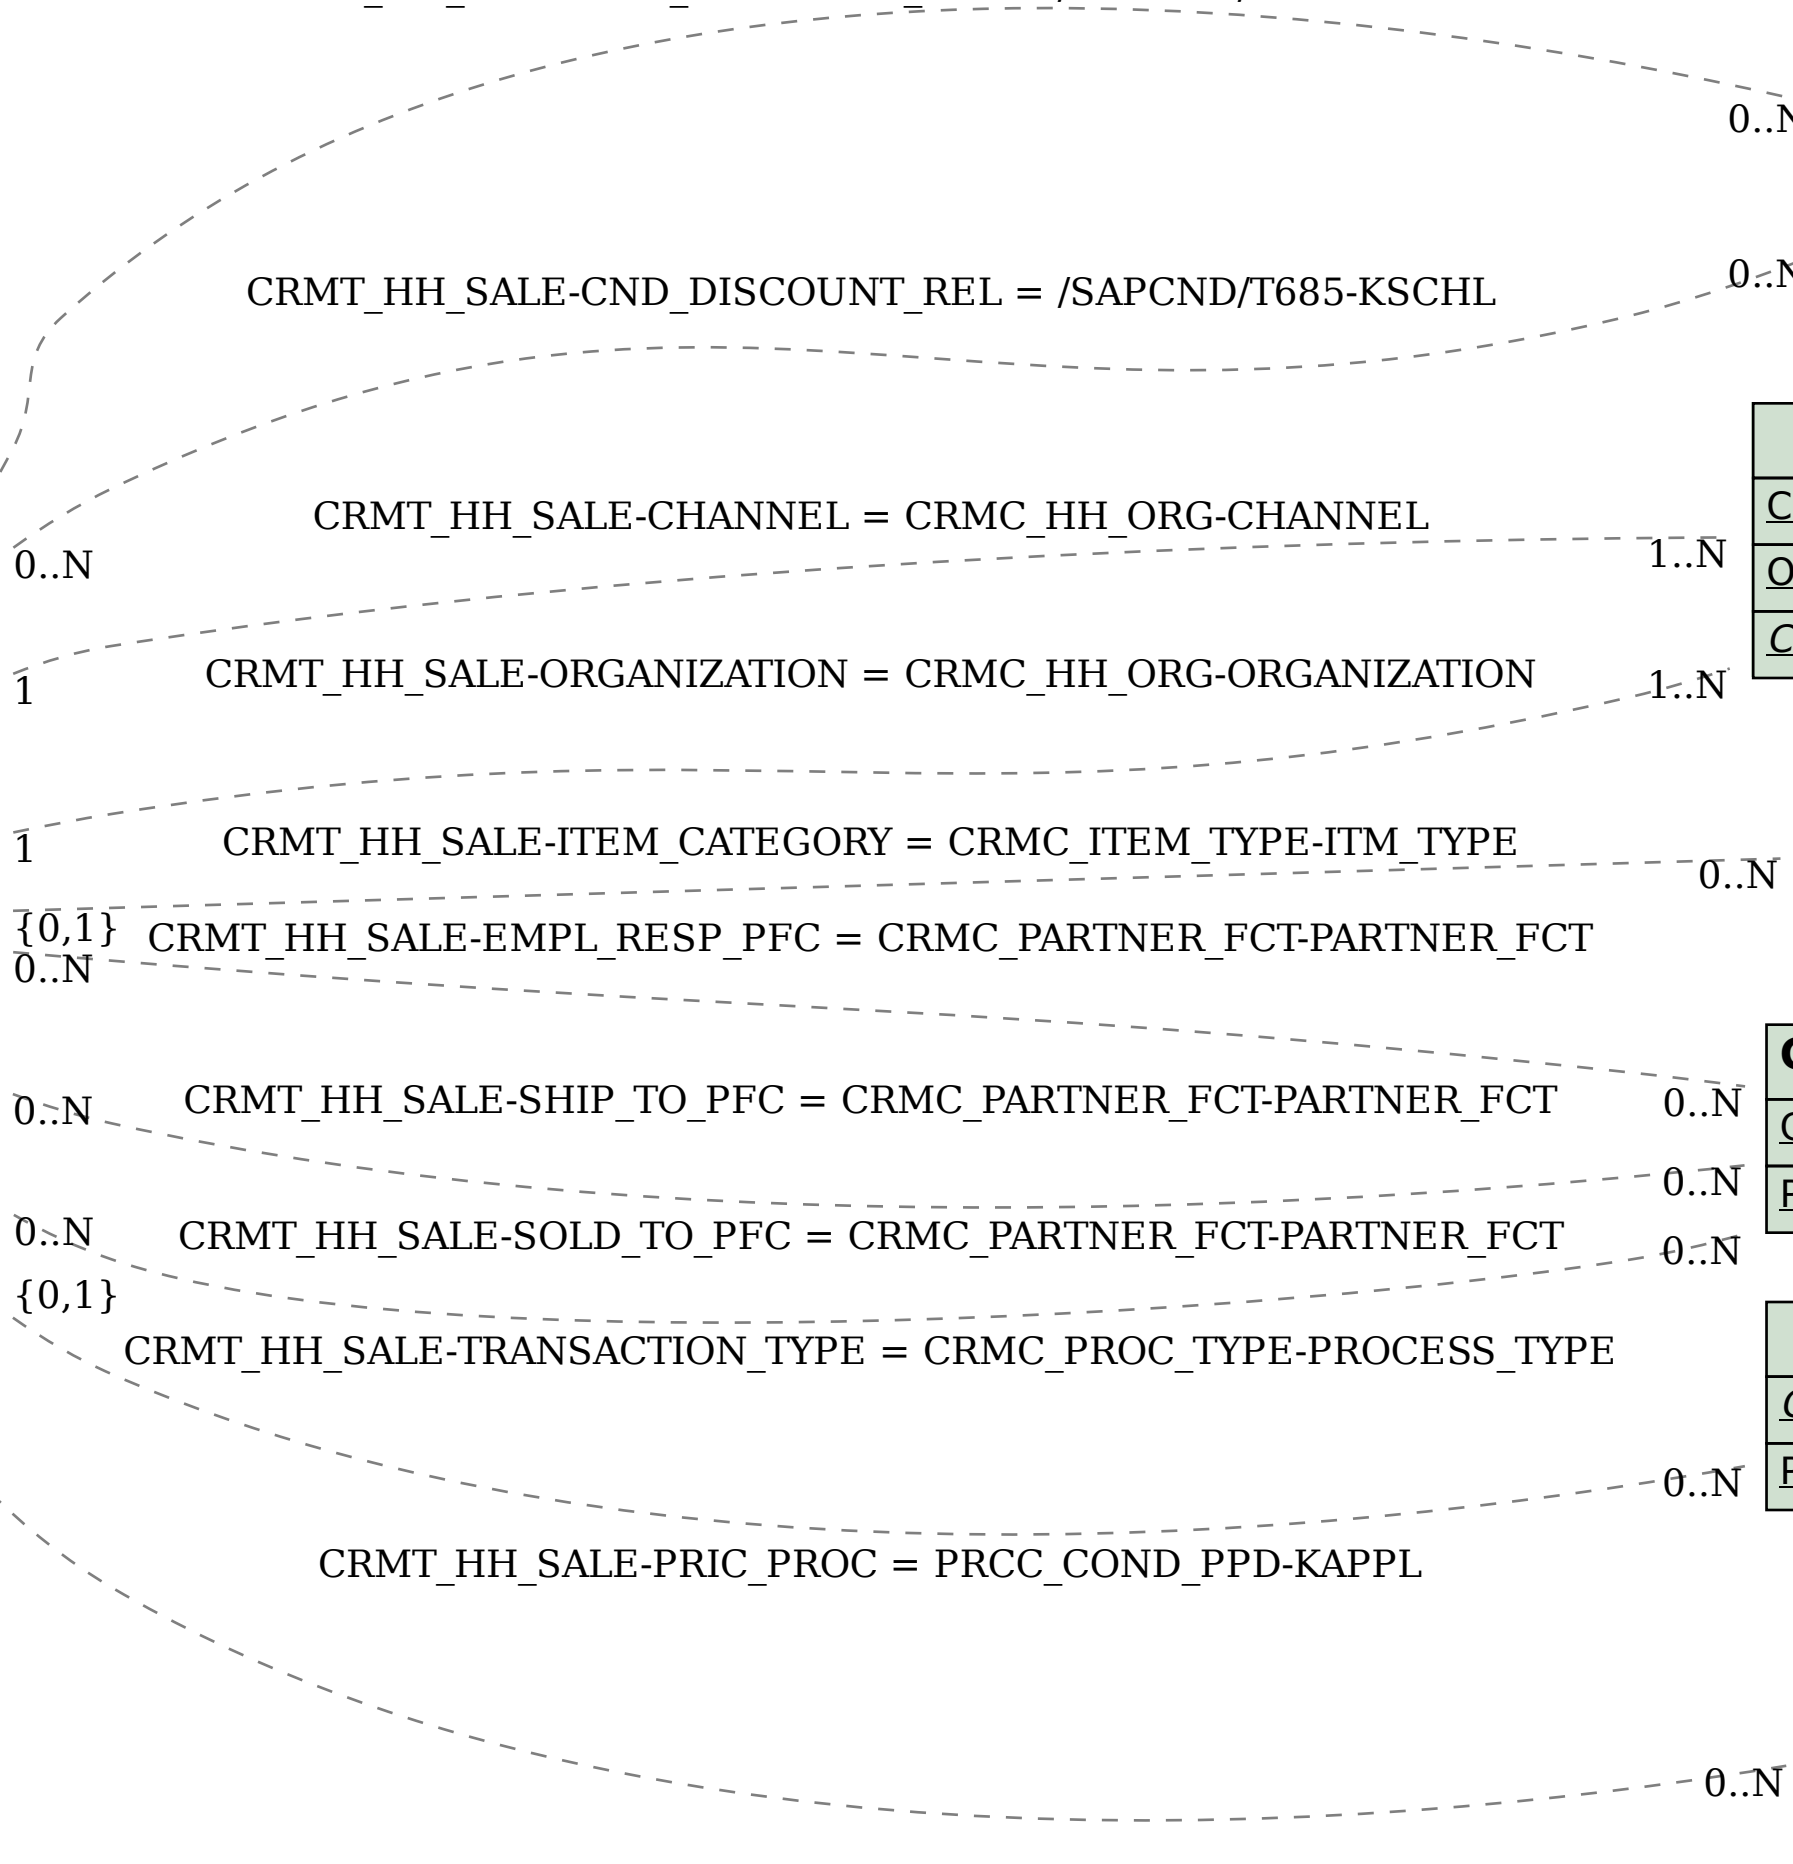 0..N
CRMT_HH_SALE-CND_DISCOUNT_REL = /SAPCND/T685-KSCHL
0..N
CRMT_HH_SALE-CHANNEL = CRMC_HH_ORG-CHANNEL
0..N
1..N
CRMT_HH_SALE-ORGANIZATION = CRMC_HH_ORG-ORGANIZATION
1
1..N
CRMT_HH_SALE-ITEM_CATEGORY = CRMC_ITEM_TYPE-ITM_TYPE
1
0..N
{0,1}
CRMT_HH_SALE-EMPL_RESP_PFC = CRMC_PARTNER_FCT-PARTNER_FCT
0..N
CRMT_HH_SALE-SHIP_TO_PFC = CRMC_PARTNER_FCT-PARTNER_FCT
0..N
0..N
0..N
CRMT_HH_SALE-SOLD_TO_PFC = CRMC_PARTNER_FCT-PARTNER_FCT
0..N
0..N
{0,1}
CRMT_HH_SALE-TRANSACTION_TYPE = CRMC_PROC_TYPE-PROCESS_TYPE
0..N
CRMT_HH_SALE-PRIC_PROC = PRCC_COND_PPD-KAPPL
0..N